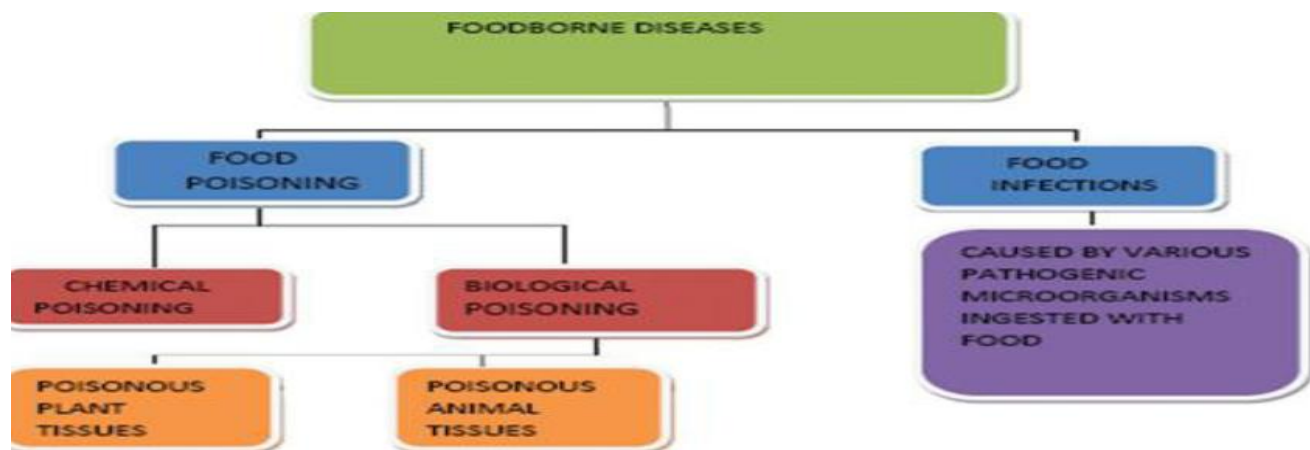 FOODBORNE DISEASES
FOOD
POISONING
FOOD
INFECTIONS
CHEMICAL
POISONING
BIOLOGICAL
POISONING
CAUSED BY VARIOUS
PATHOGENIC
MICROORGANISMS
INGESTED WITH
FOOD
POISONOUS
PLANT
TISSUES
POISONOUS
ANIMAL
TISSUES